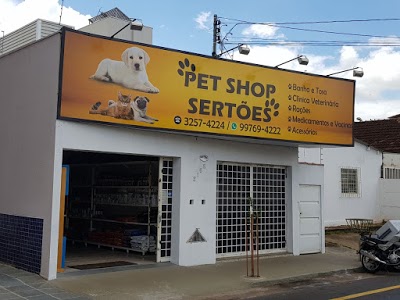 PET SHOP
SERTÕES
3257-4224 / 99769-4222
Banho e Tosa
Clínica Veterinária
Rações
Medicamentos e Vacinas
Acessórios